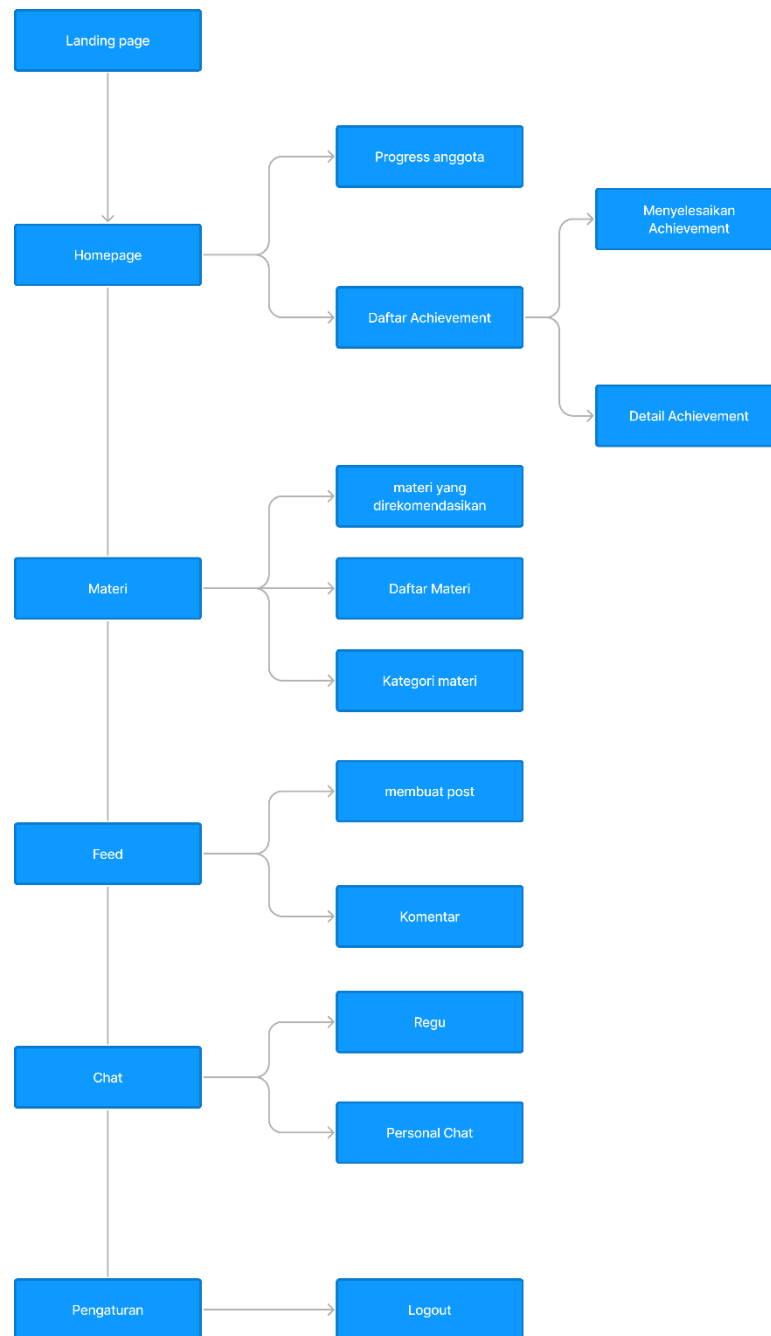 Landing page
Progress anggota
Menyelesaikan
Achievement
Homepage
Daftar Achievement
Detail Achievement
materi yang
direkomendasikan
Materi
Daftar Materi
Kategori materi
membuat post
Feed
Komentar
Regu
Chat
Personal Chat
Pengaturan
Logout